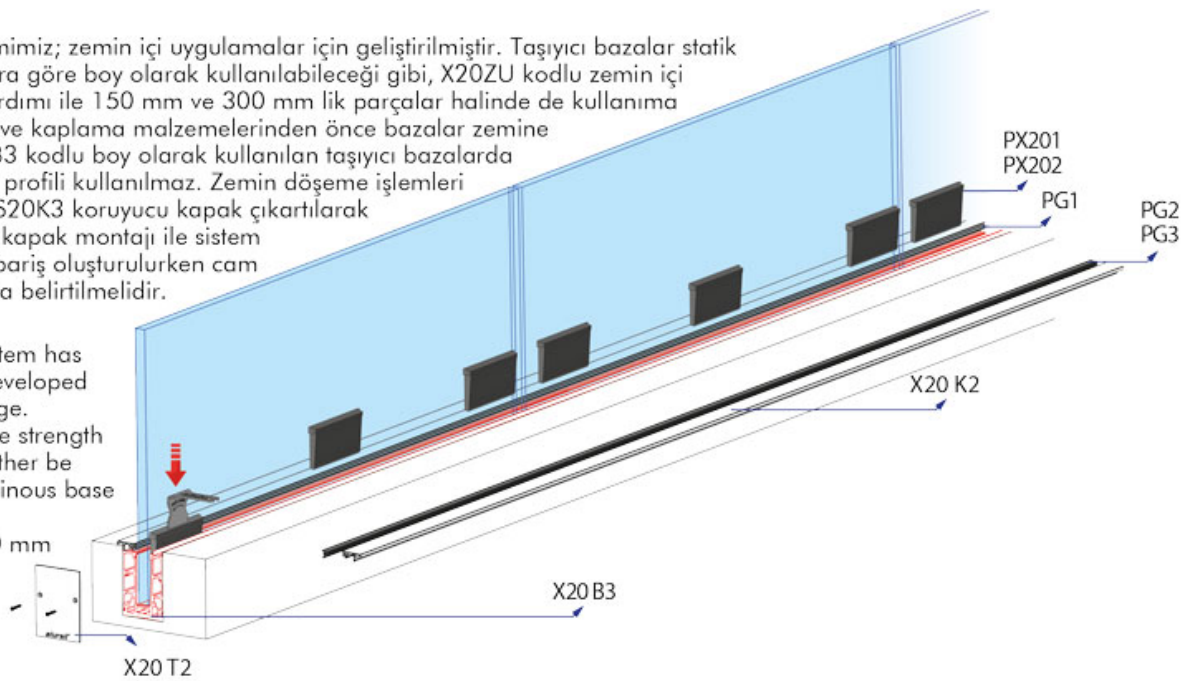 mimiz; zemin içi uygulamalar için geliştirilmiştir. Taşıyıcı bazalar statik
ra göre boy olarak kullanılabileceği gibi, X20ZU kodlu zemin içi
rdımı ile 150 mm ve 300 mm lik parçalar halinde de kullanıma
ve kaplama malzemelerinden önce bazalar zemine
33 kodlu boy olarak kullanılan taşıyıcı bazalarda
profili kullanılmaz. Zemin döşeme işlemleri
S20K3 koruyucu kapak çıkartılarak
kapak montajı ile sistem
pariş oluşturulurken cam
a belirtilmelidir.
tem has
eveloped
ge.
e strength
ther be
inous base
mm
PX201
PX202
PG1
PG2
PG3
X20 K2
X20 B3
X20 T2